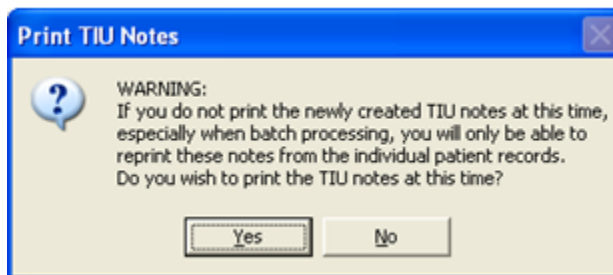 Print TIU Notes
WARNING:
If you do not print the newly created TIU notes at this time,
especially when batch processing, you will only be able to
reprint these notes from the individual patient records.
Do you wish to print the TIU notes at this time?
Yes No